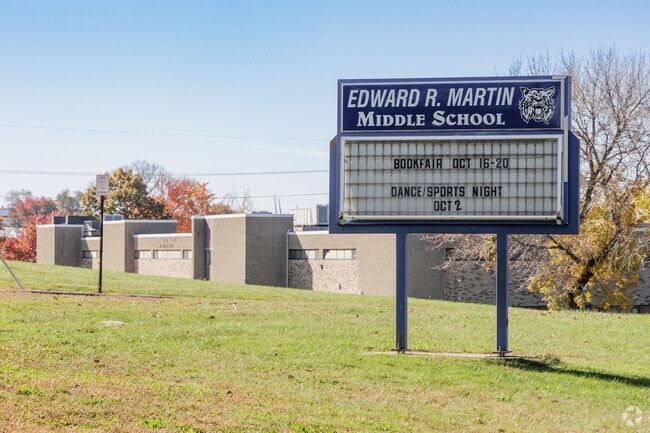 EDWARD R. MARTIN
MIDDLE SCHOOL
BOOKFAIR OCT 16-20
DANCE/SPORTS NIGHT
OCT 2